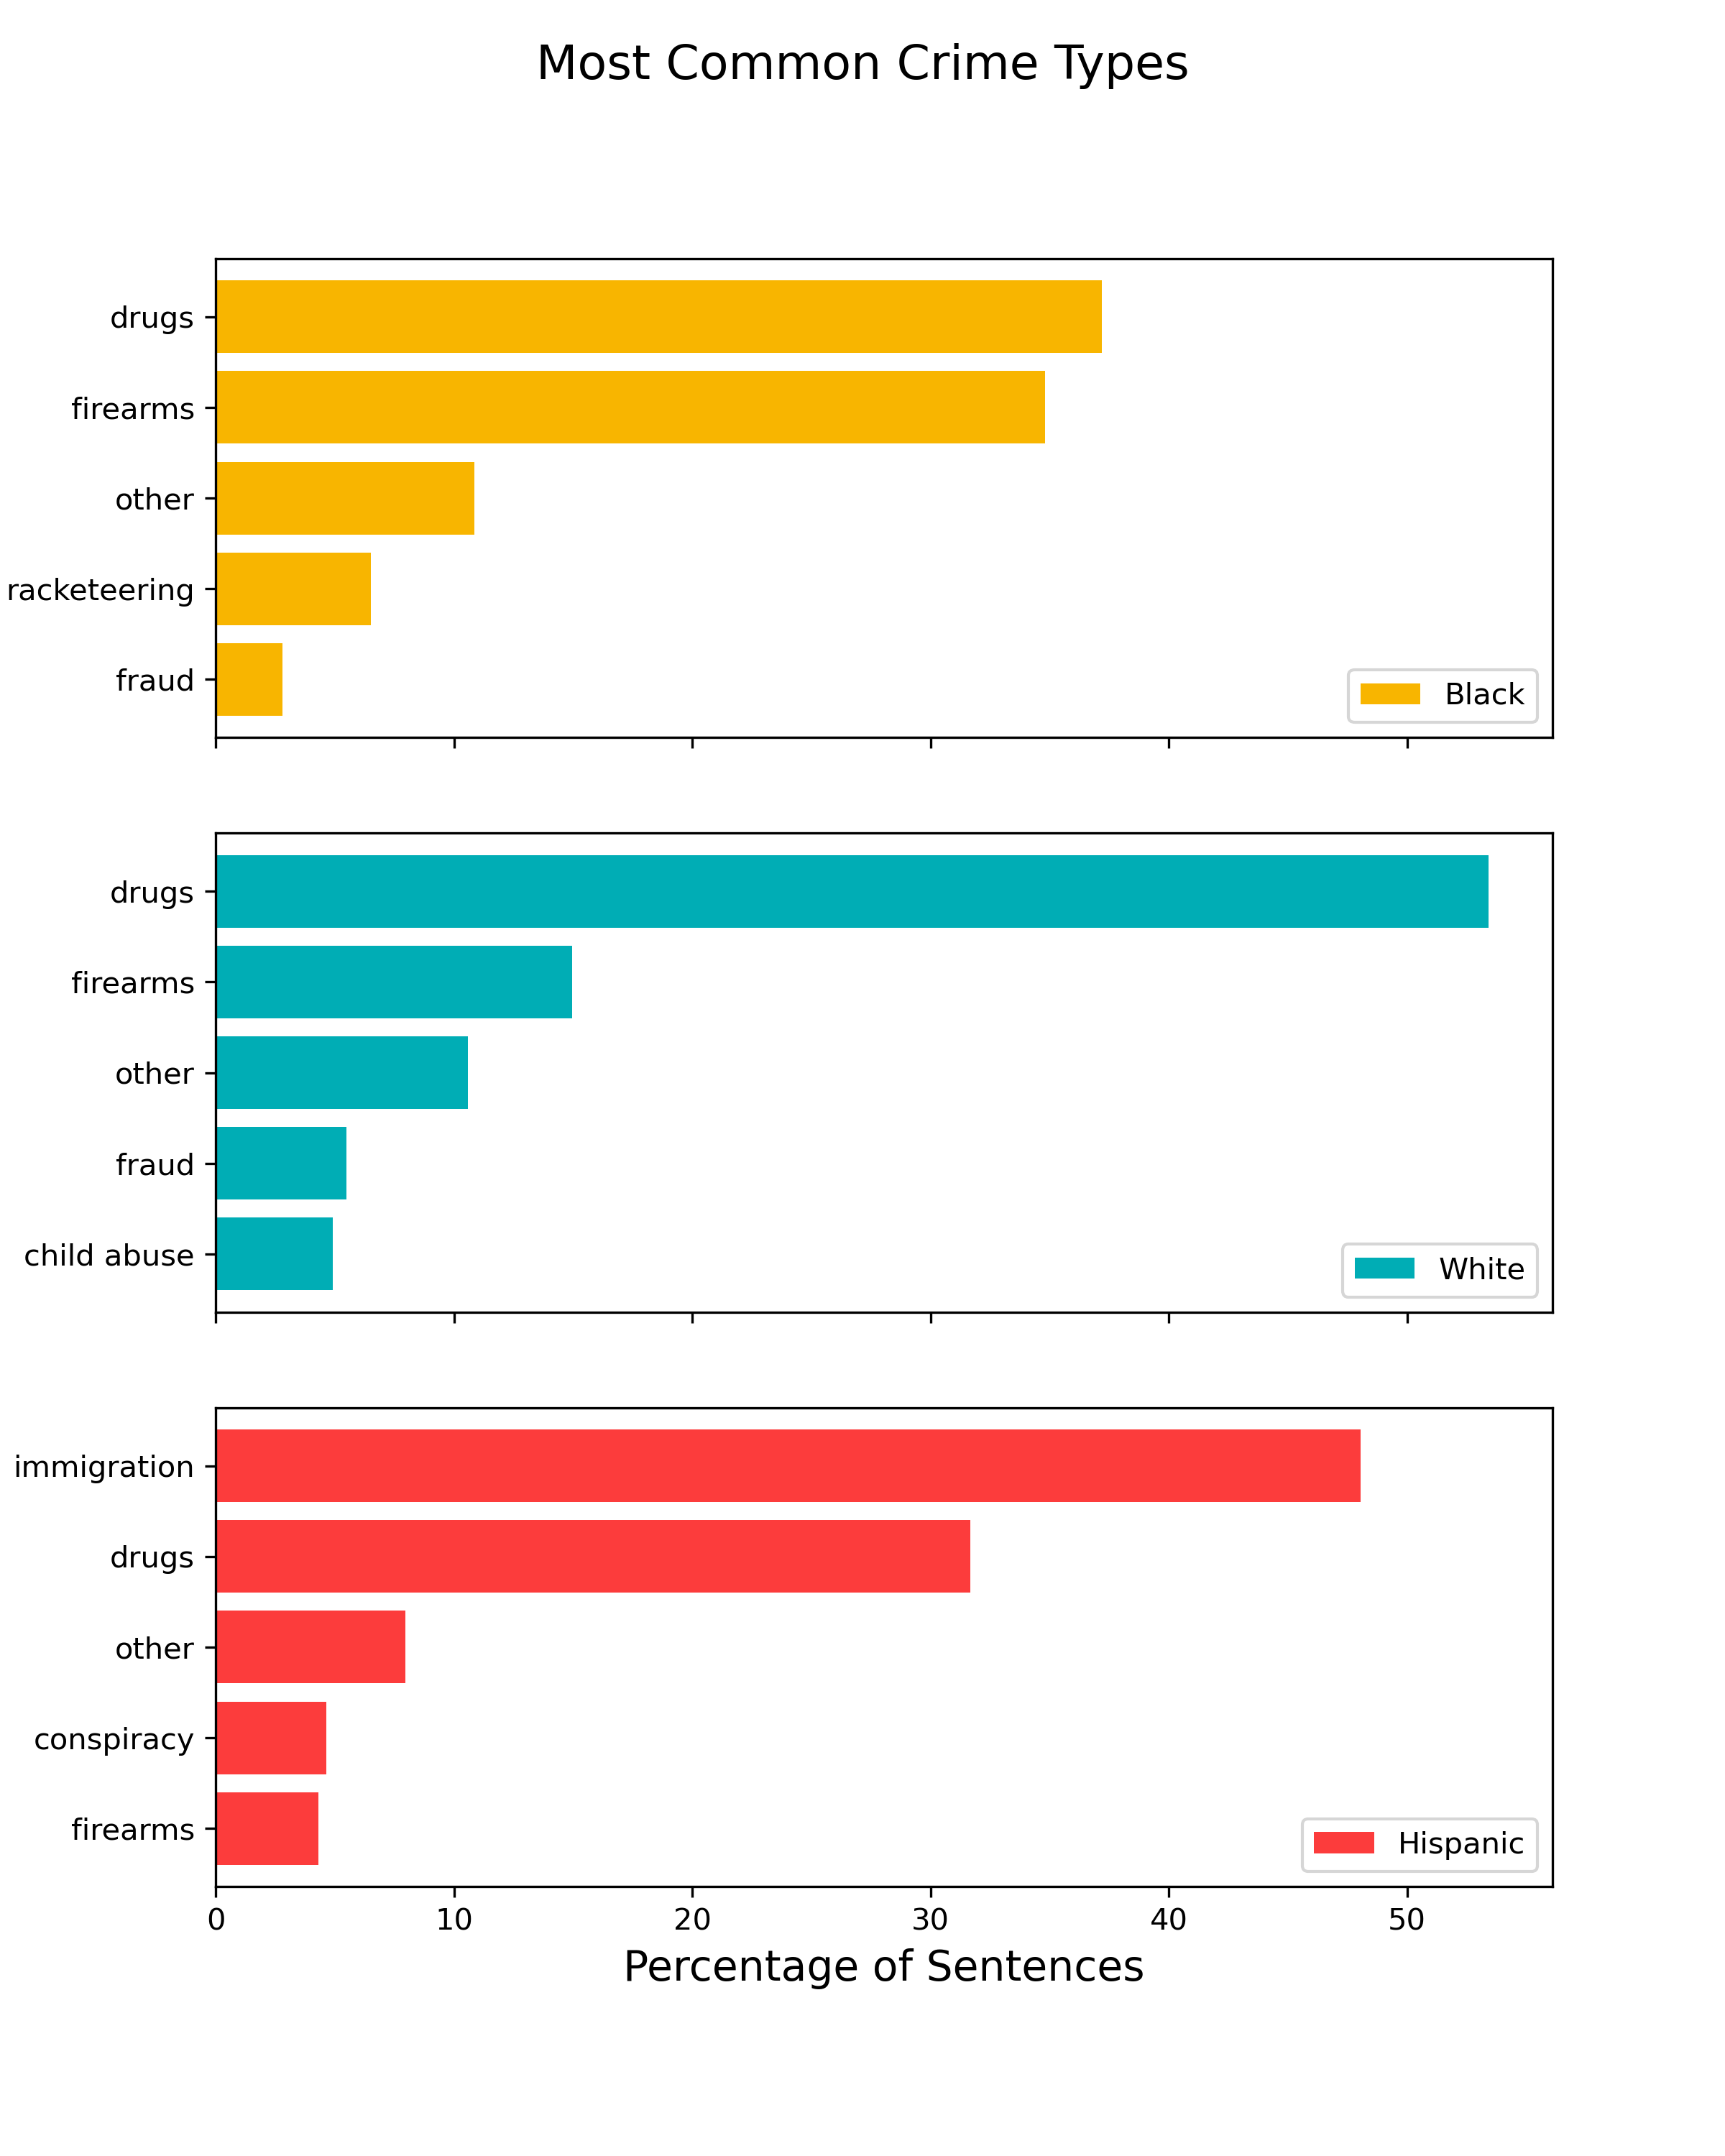 Most Common Crime Types
drugs
firearms
other
racketeering
fraud
Black
drugs
firearms
other
fraud
child abuse
White
immigration
drugs
other
conspiracy
firearms
Hispanic
0 10 20 30 40 50
Percentage of Sentences